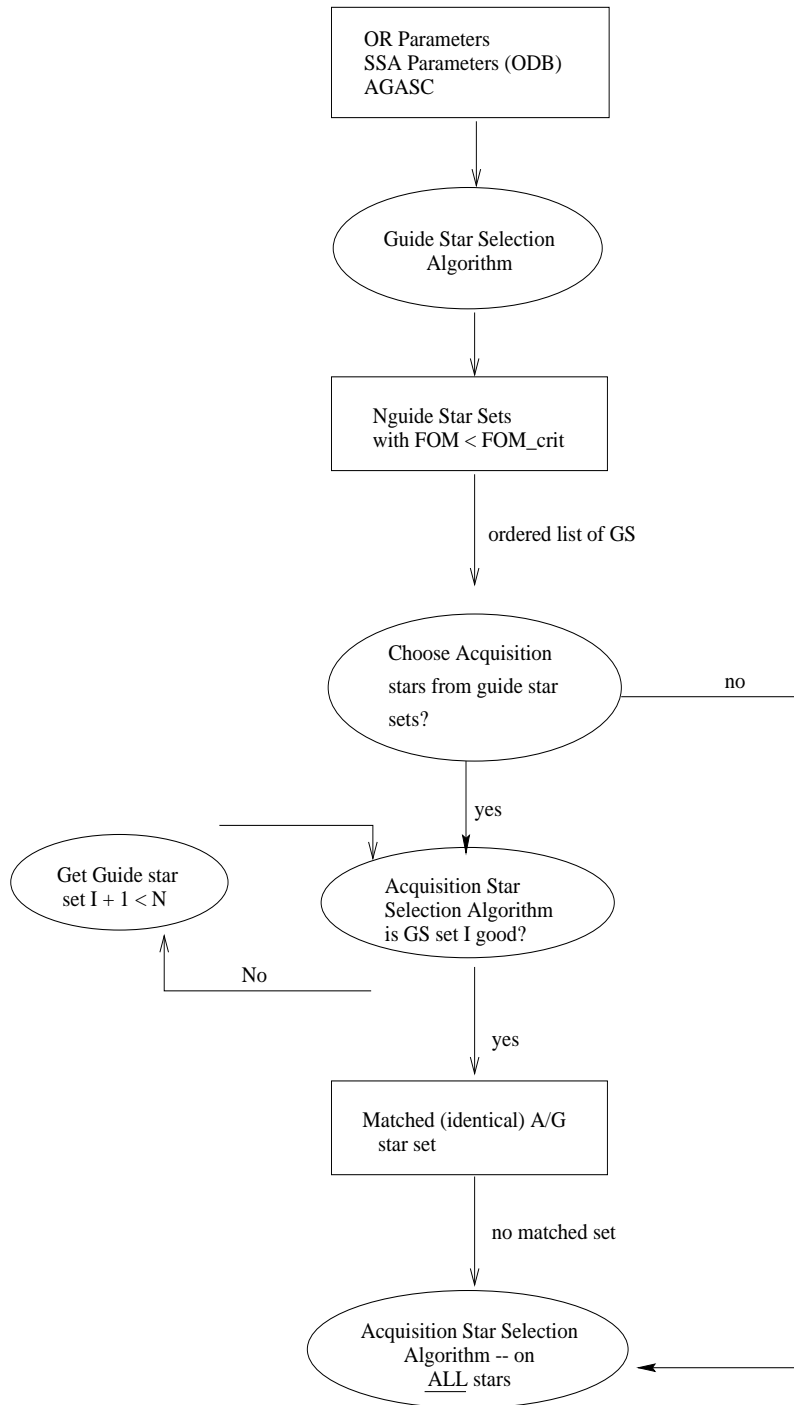 OR Parameters
SSA Parameters (ODB)
AGASC
Guide Star Selection
Algorithm
Nguide Star Sets
with FOM < FOM_crit
ordered list of GS
Choose Acquisition
stars from guide star
sets?
no
yes
Get Guide star
set I + 1 < N
Acquisition Star
Selection Algorithm
is GS set I good?
No
yes
Matched (identical) A/G
star set
no matched set
Acquisition Star Selection
Algorithm -- on
ALL stars